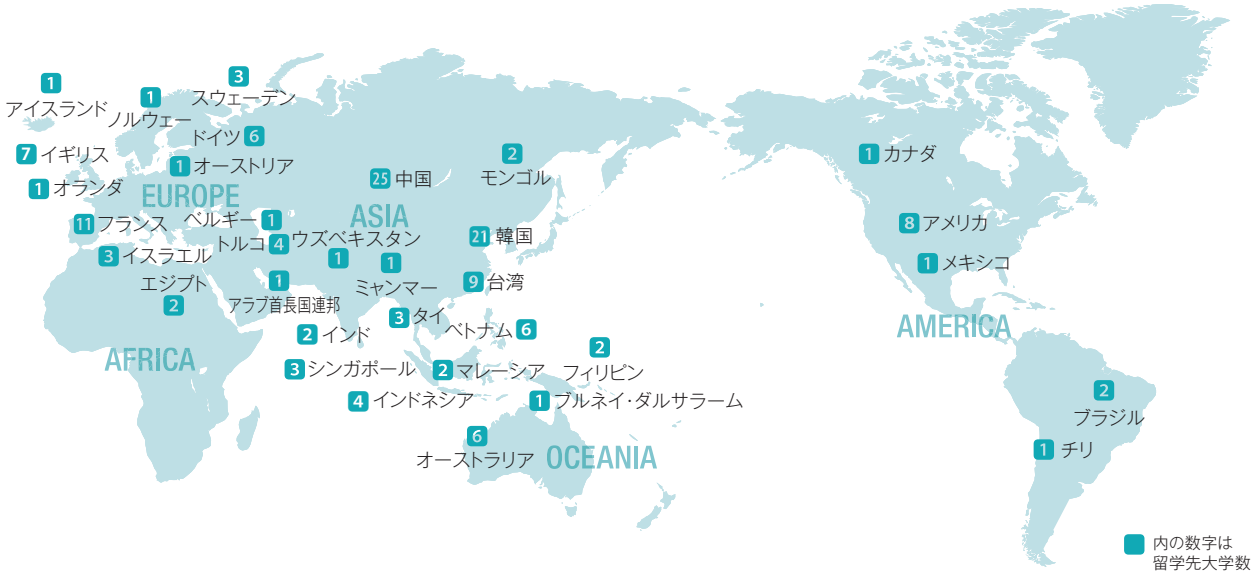 1
アイスランド
1
ノルウェー
3
スウェーデン
ドイツ 6
7 イギリス
1 オーストリア
1 オランダ
EUROPE
11 フランス
ベルギー 1
トルコ 4
ウズベキスタン
1
3 イスラエル
エジプト
2
1
アラブ首長国連邦
AFRICA
ASIA
25 中国
2
モンゴル
21 韓国
1
ミャンマー
9 台湾
3 タイ
ベトナム 6
2 インド
3 シンガポール
2 マレーシア
2
フィリピン
4 インドネシア
1 ブルネイ・ダルサラーム
6
オーストラリア
OCEANIA
1 カナダ
8 アメリカ
1 メキシコ
AMERICA
2
ブラジル
1 チリ
内の数字は
留学先大学数